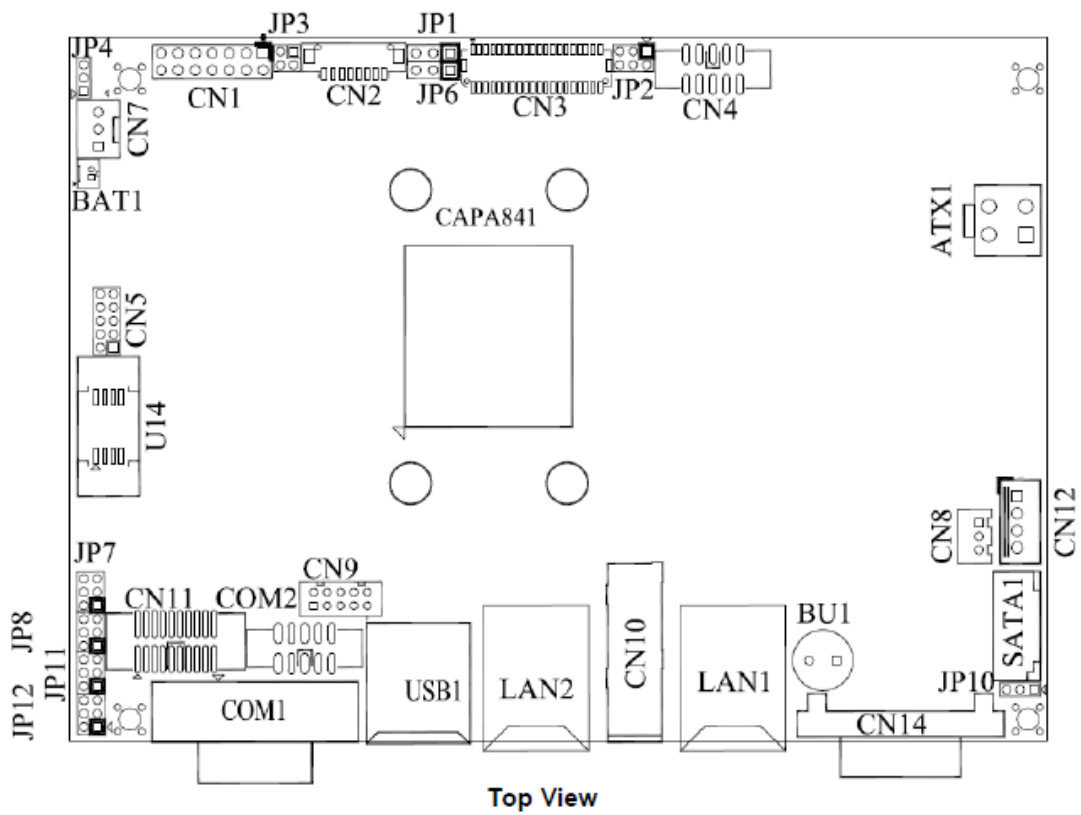 JP3
JP1
JP4
CN1
CN2
JP6
CN3
JP2
CN4
CN7
BAT1
CAPA841
ATX1
CN5
U14
CN8
CN12
JP7
CN11
COM2
CN9
JP8
JP11
JP12
COM1
USB1
LAN2
CN10
LAN1
BU1
SATA1
JP10
CN14
Top View